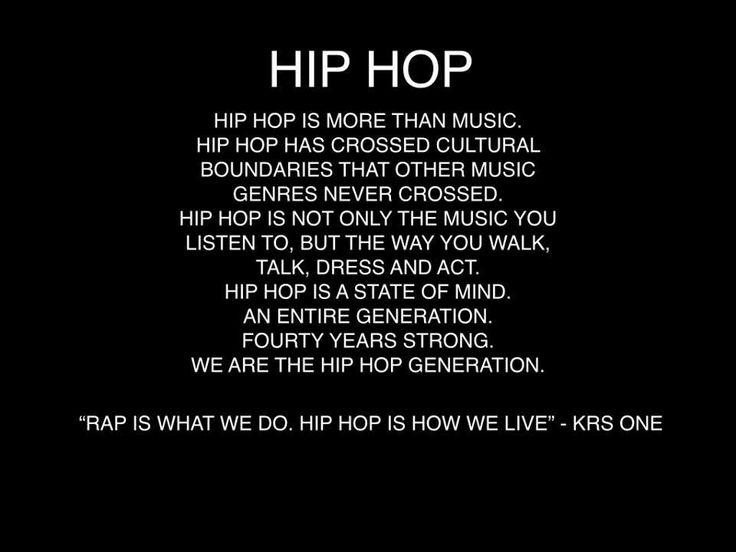 HIP HOP
HIP HOP IS MORE THAN MUSIC.
HIP HOP HAS CROSSED CULTURAL
BOUNDARIES THAT OTHER MUSIC
GENRES NEVER CROSSED.
HIP HOP IS NOT ONLY THE MUSIC YOU
LISTEN TO, BUT THE WAY YOU WALK,
TALK, DRESS AND ACT.
HIP HOP IS A STATE OF MIND.
AN ENTIRE GENERATION.
FOURTY YEARS STRONG.
WE ARE THE HIP HOP GENERATION.
“RAP IS WHAT WE DO. HIP HOP IS HOW WE LIVE” - KRS ONE